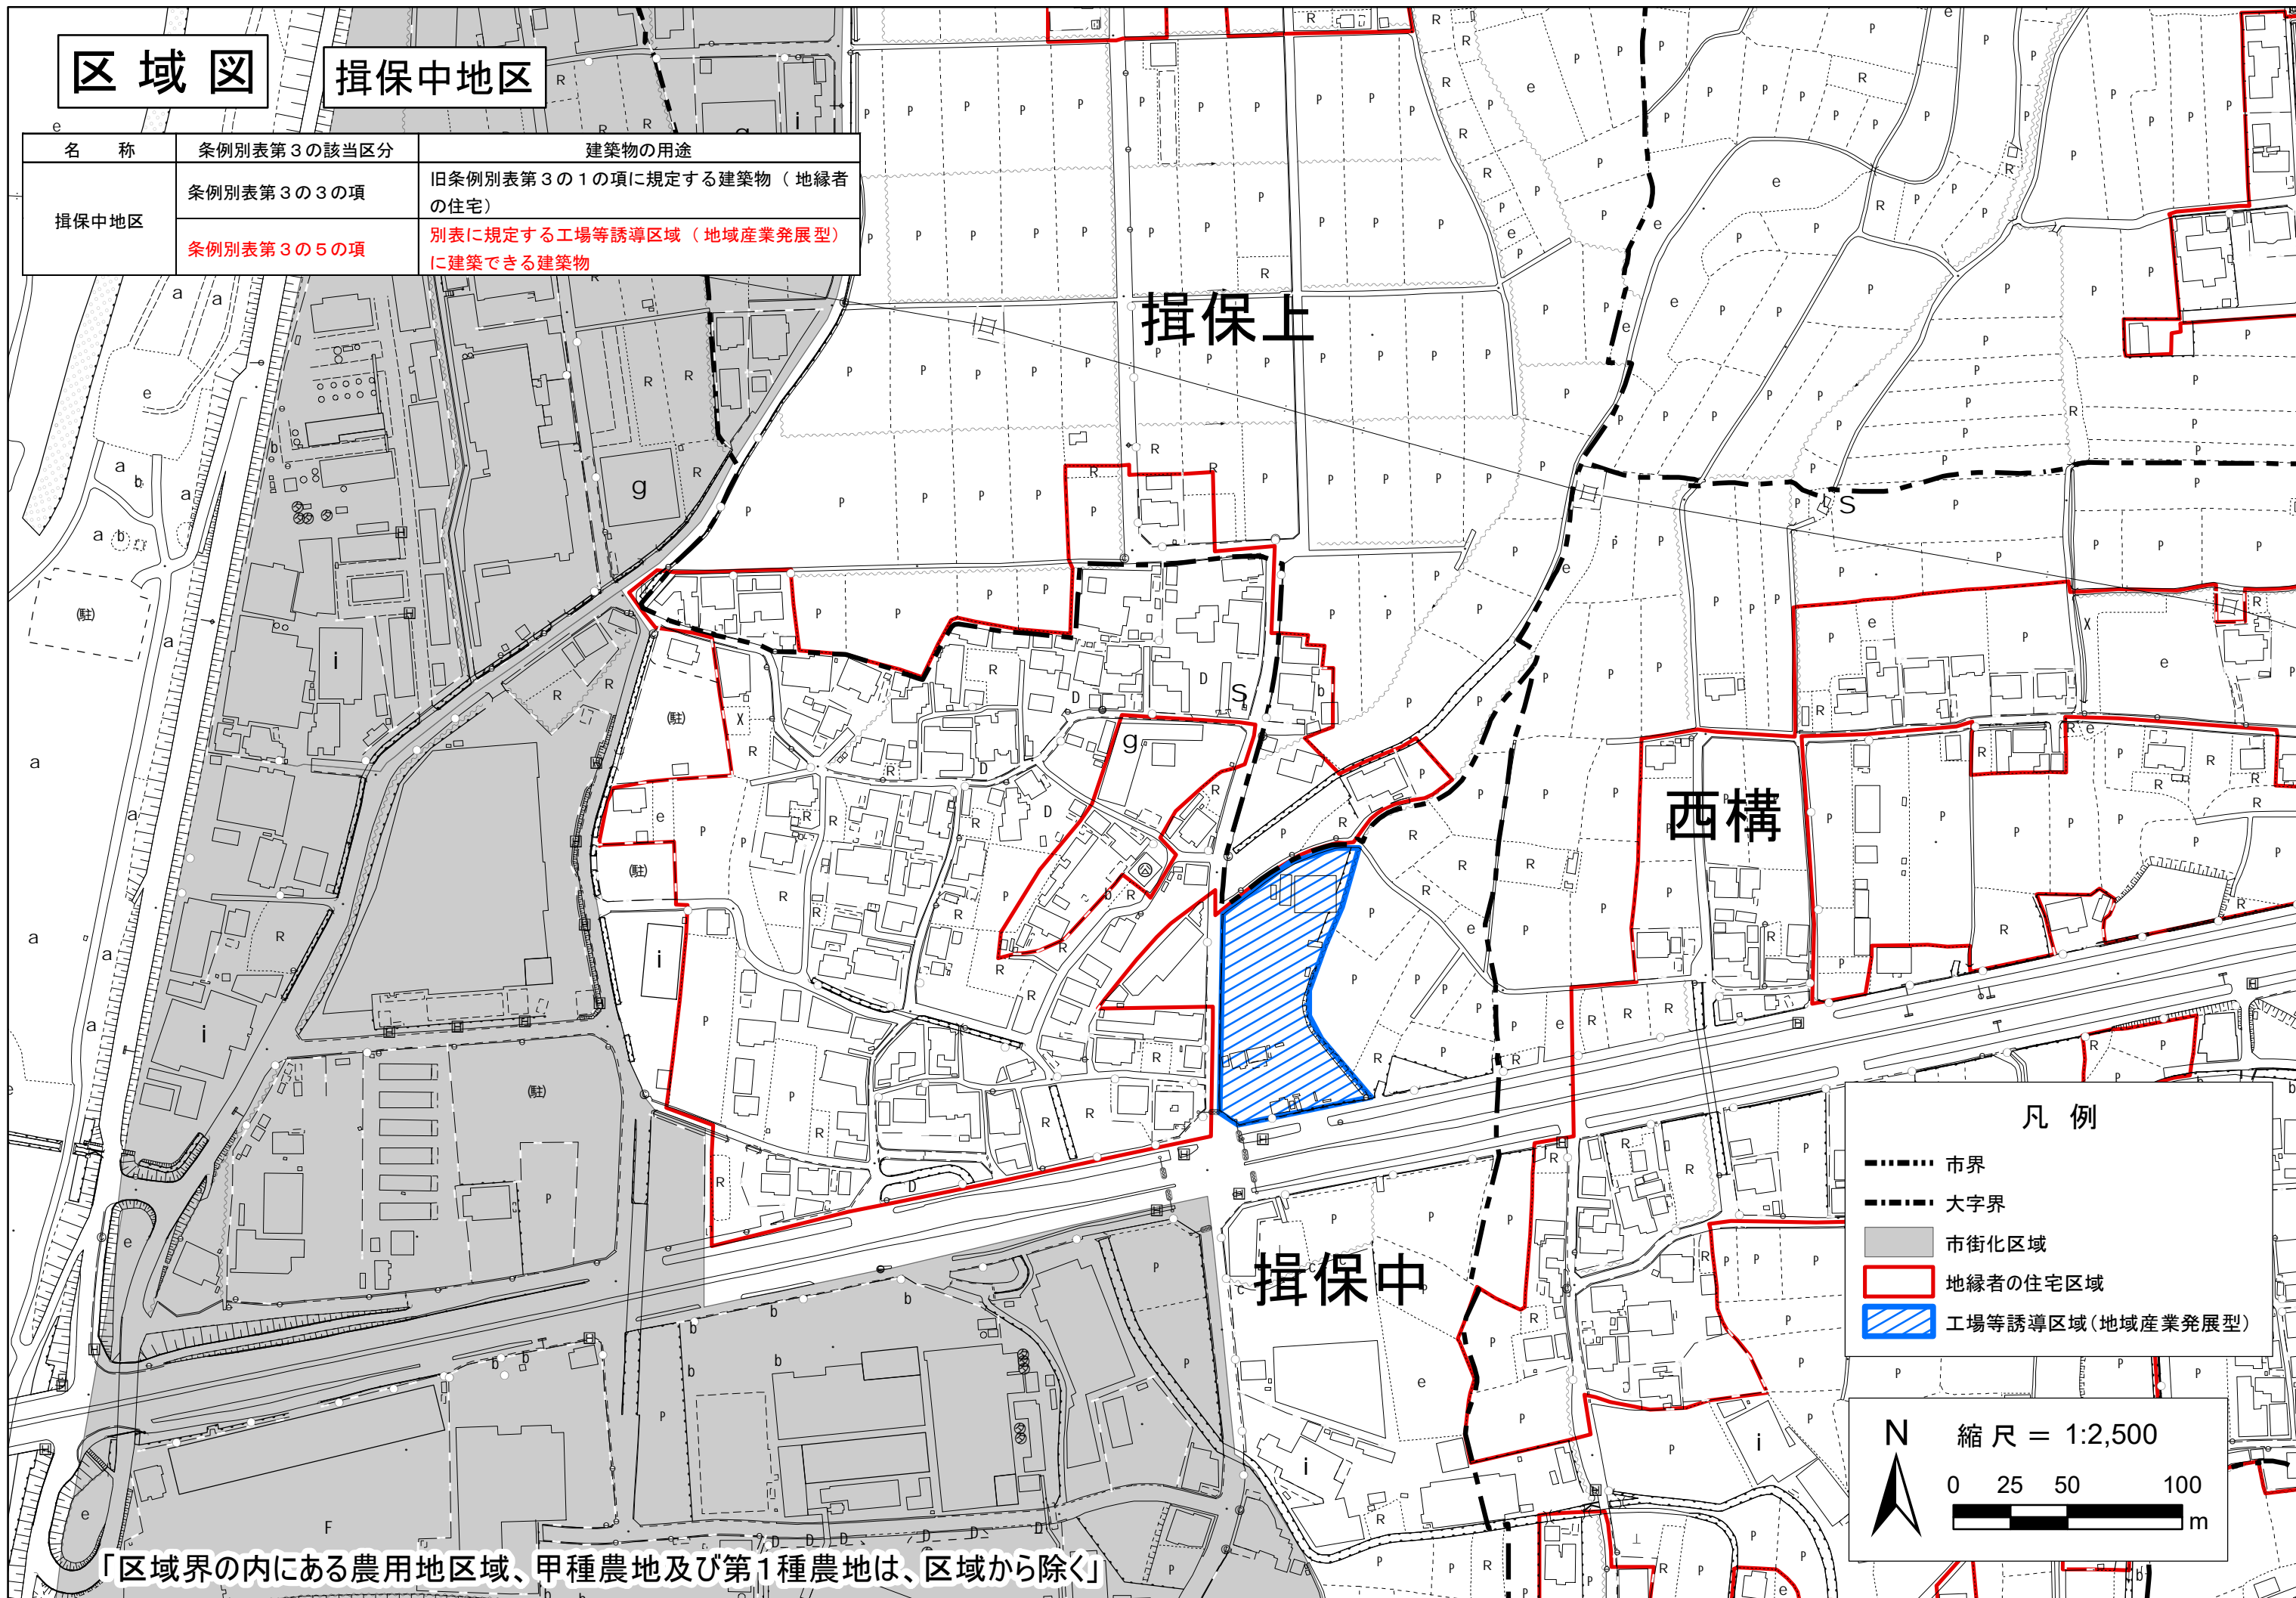 区域図
揖保中地区
名　称 条例別表第３の該当区分 建築物の用途
揖保中地区
条例別表第３の３の項
旧条例別表第３の１の項に規定する建築物（地縁者
の住宅）
条例別表第３の５の項
別表に規定する工場等誘導区域（地域産業発展型）
に建築できる建築物
揖保上
西構
揖保中
凡 例
市界
大字界
市街化区域
地縁者の住宅区域
工場等誘導区域(地域産業発展型)
N
縮 尺 ＝ 1:2,500
0 25 50 100
m
「区域界の内にある農用地区域、甲種農地及び第1種農地は、区域から除く」